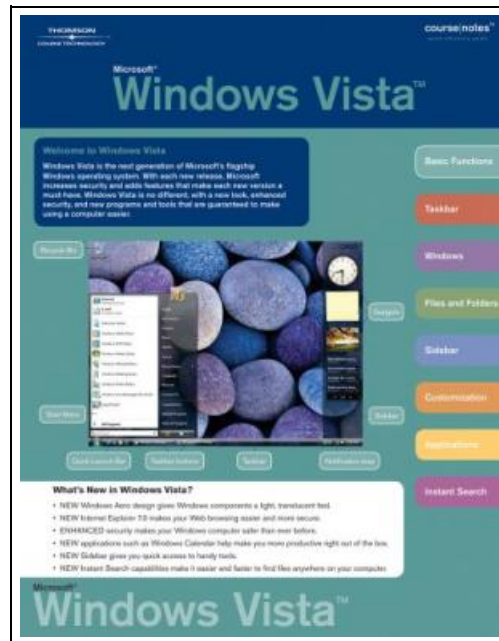 THOMSON
COURSE TECHNOLOGY
course|notes™
quick reference guide
Microsoft®
Windows Vista™
Welcome to Windows Vista
Windows Vista is the next generation of Microsoft's flagship
Windows operating system. With each new release, Microsoft
increases security and adds features that make each new version a
must have. Windows Vista is no different, with a new look, enhanced
security, and new programs and tools that are guaranteed to make
using a computer easier.
Basic Functions
Taskbar
Windows
Files and Folders
Sidebar
Customization
Applications
Instant Search
Recycle Bin
Gadgets
Start Menu
Sidebar
Quick Launch Bar
Taskbar buttons
Taskbar
Notification area
What's New in Windows Vista?
• NEW Windows Aero design gives Windows components a light, translucent feel.
• NEW Internet Explorer 7.0 makes your Web browsing easier and more secure.
• ENHANCED security makes your Windows computer safer than ever before.
• NEW applications such as Windows Calendar help make you more productive right out of the box.
• NEW Sidebar gives you quick access to handy tools.
• NEW Instant Search capabilities make it easier and faster to find files anywhere on your computer.
Microsoft®
Windows Vista™